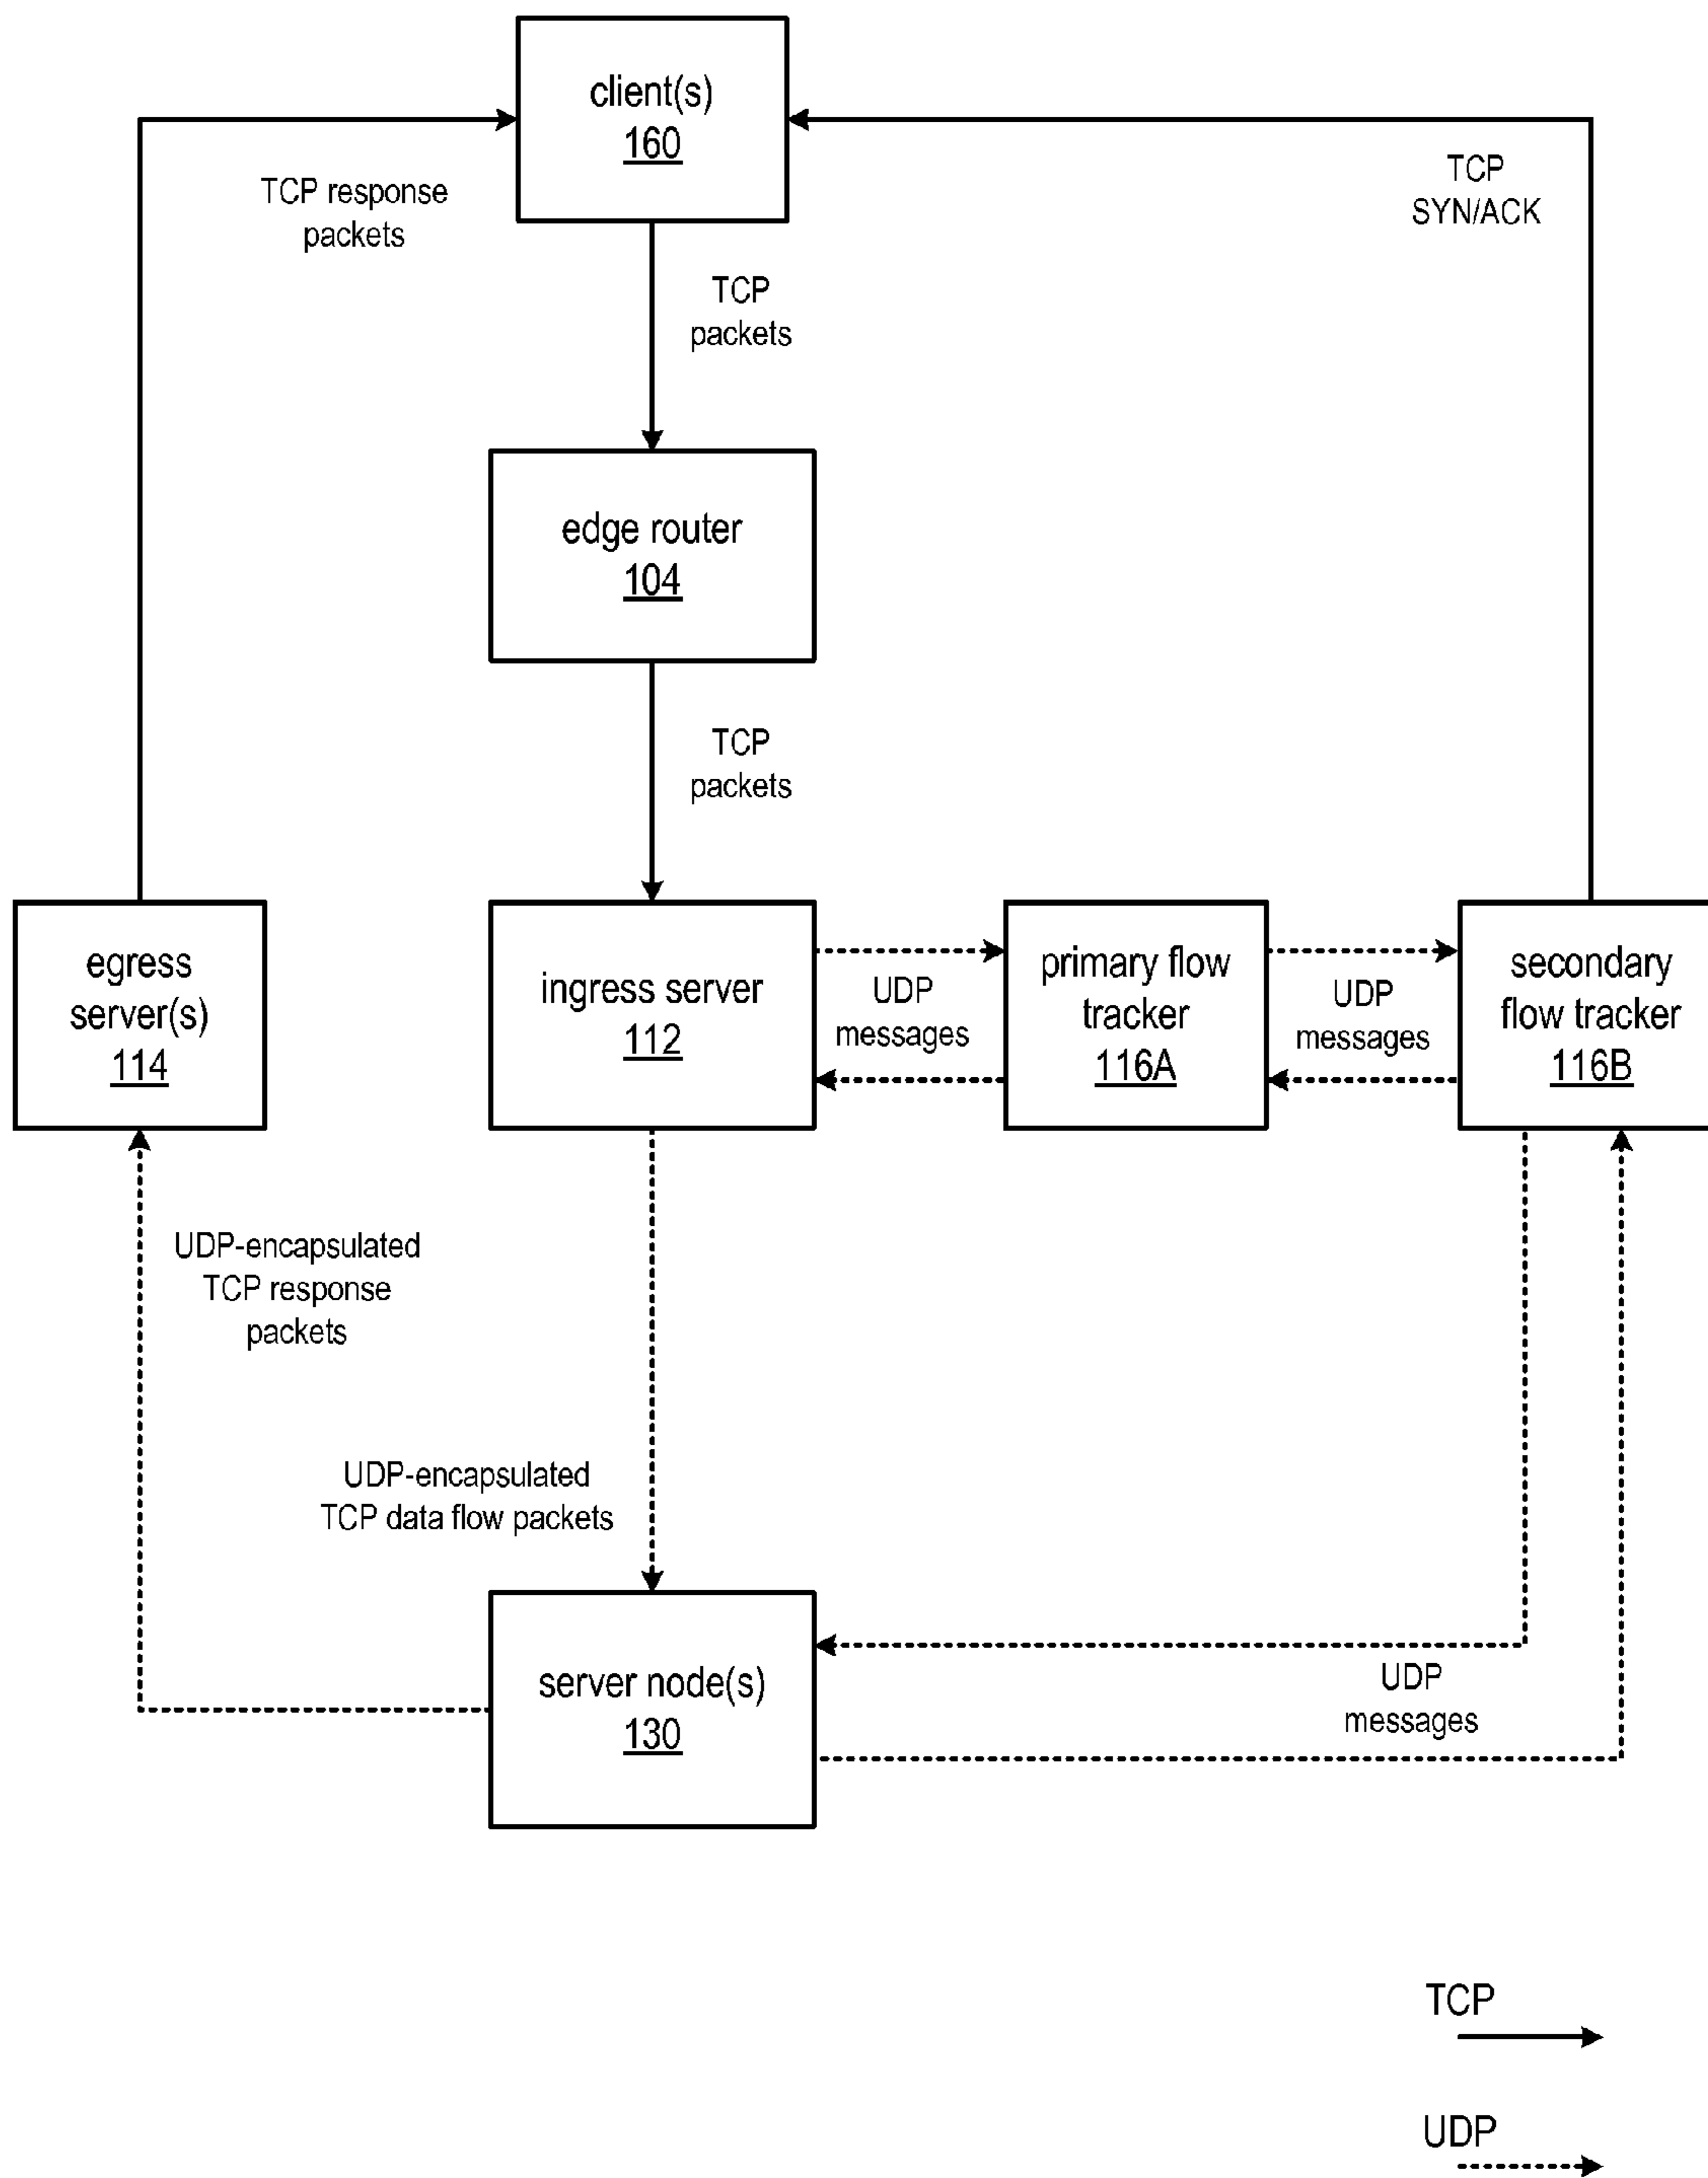 client(s)
160
TCP response
packets
TCP
SYN/ACK
TCP
packets
edge router
104
TCP
packets
egress
server(s)
114
ingress server
112
UDP
messages
primary flow
tracker
116A
UDP
messages
secondary
flow tracker
116B
UDP-encapsulated
TCP response
packets
UDP-encapsulated
TCP data flow packets
server node(s)
130
UDP
messages
TCP
UDP